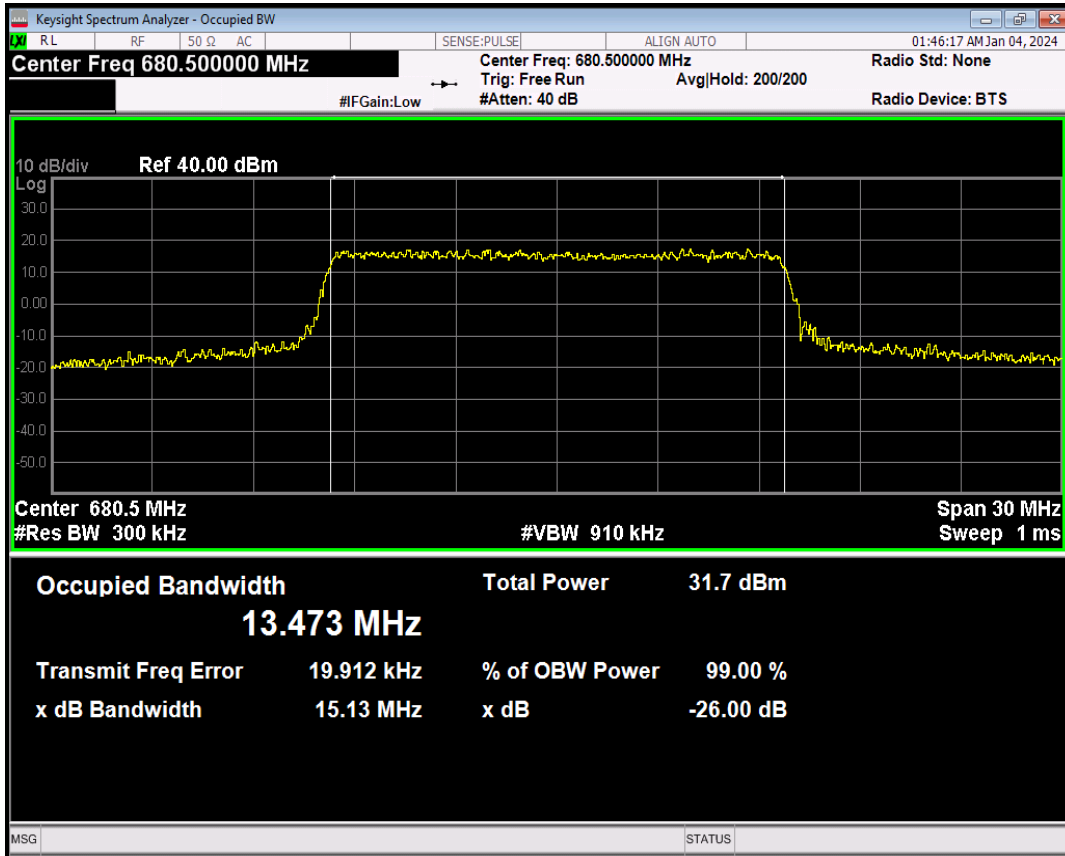 Keysight Spectrum Analyzer - Occupied BW
LXI RL RF 50 Ω AC SENSE:PULSE ALIGN AUTO 01:46:17 AM Jan 04, 2024
Center Freq 680.500000 MHz Center Freq: 680.500000 MHz Radio Std: None
Trig: Free Run Avg|Hold: 200/200
#IFGain:Low #Atten: 40 dB Radio Device: BTS
10 dB/div Ref 40.00 dBm
Log
30.0
20.0
10.0
0.00
-10.0
-20.0
-30.0
-40.0
-50.0
Center 680.5 MHz Span 30 MHz
#Res BW 300 kHz #VBW 910 kHz Sweep 1 ms
Occupied Bandwidth Total Power 31.7 dBm
13.473 MHz
Transmit Freq Error 19.912 kHz % of OBW Power 99.00 %
x dB Bandwidth 15.13 MHz x dB -26.00 dB
MSG STATUS